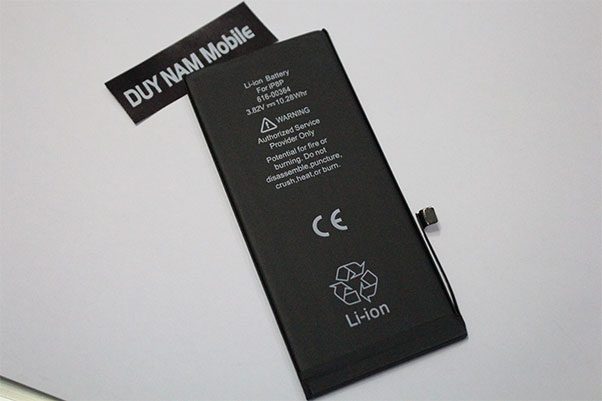 DUY NAM Mobile
Li-ion Battery
For iP8P
616-00364
3.82V⎓10.28Whr
WARNING
Authorized Service
Provider Only
Potential for fire or
burning. Do not
disassemble,puncture,
crush,heat,or burn.
CE
Li-ion